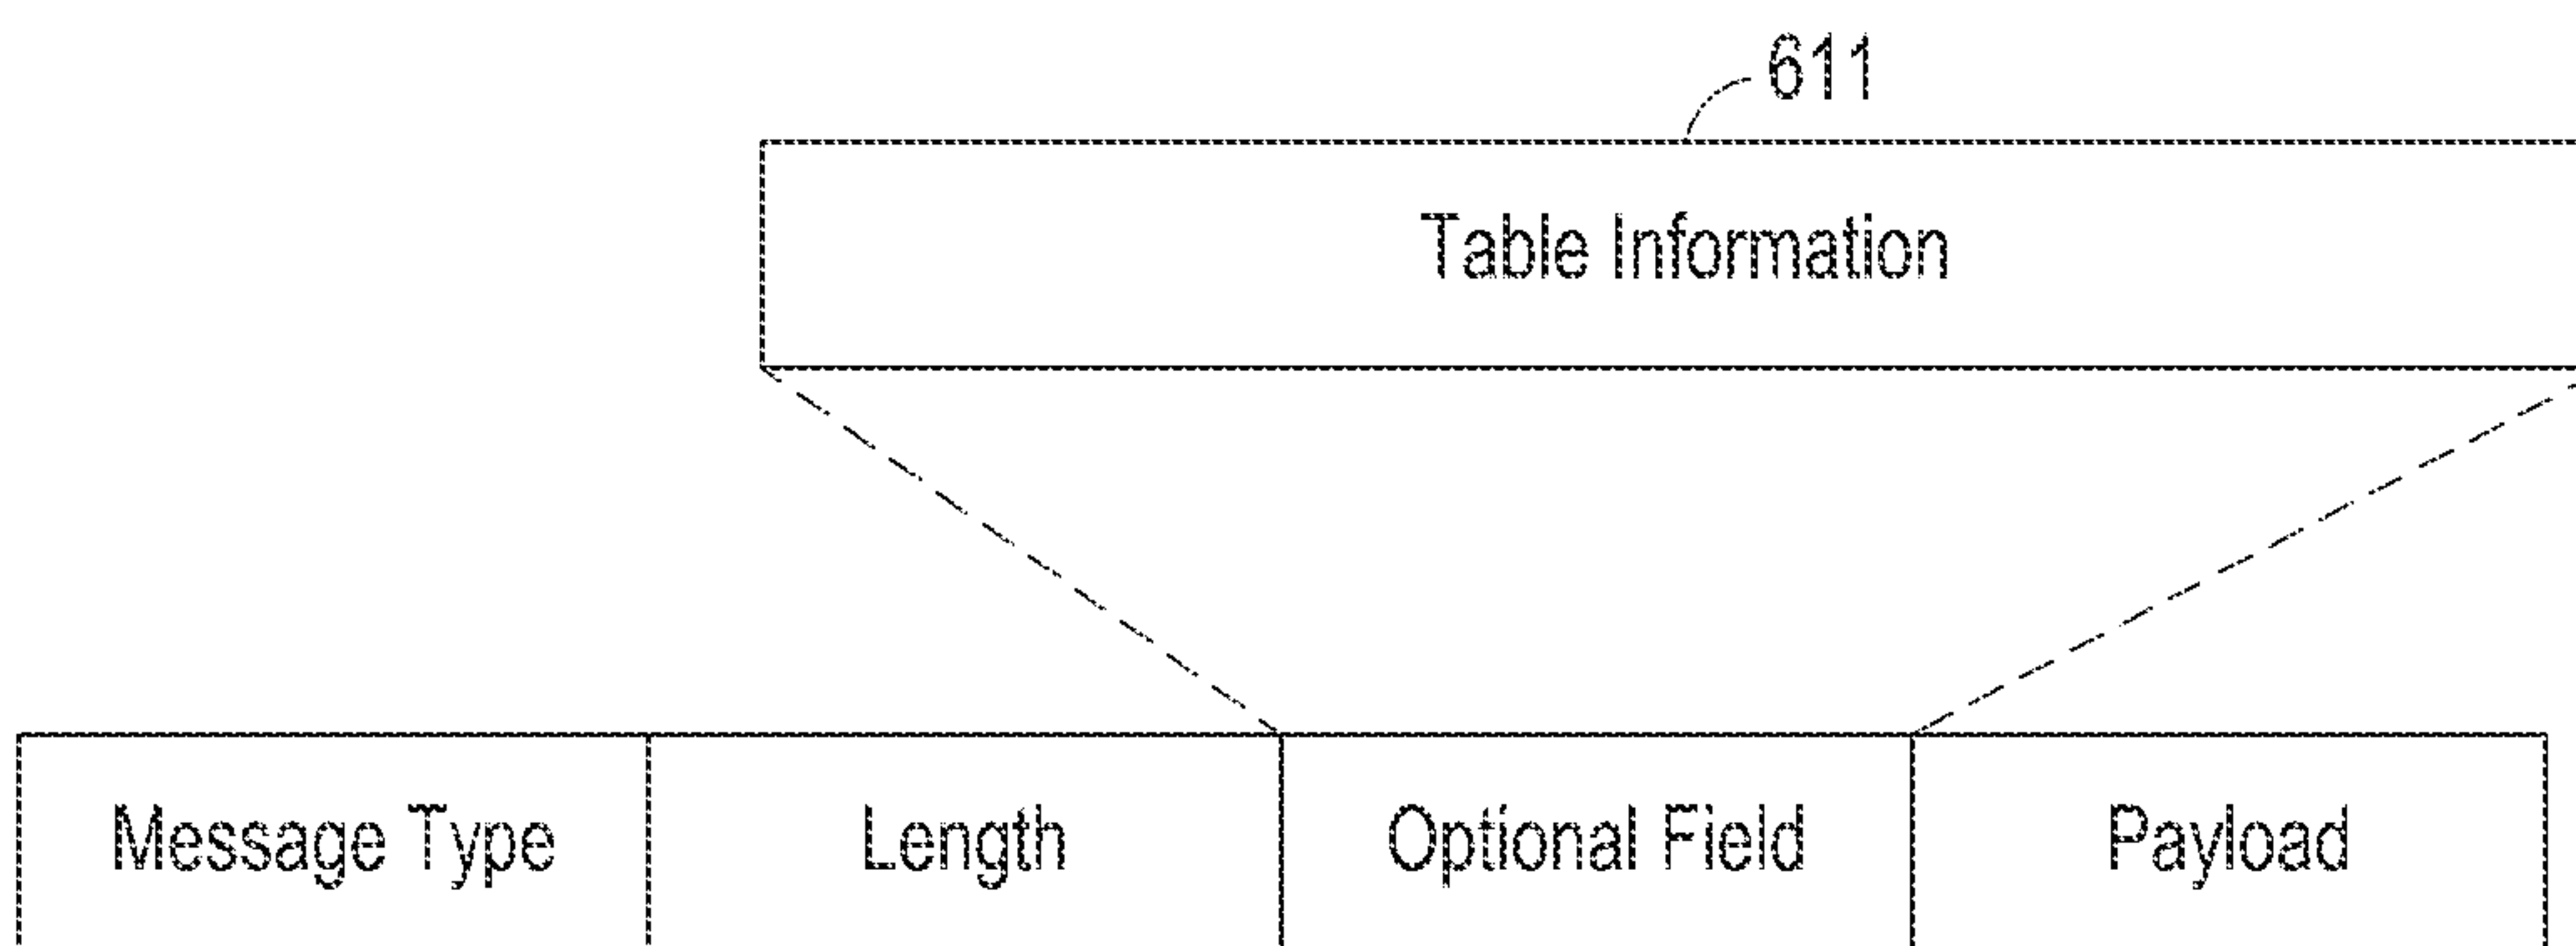 611
Table Information
Message Type Length Optional Field Payload